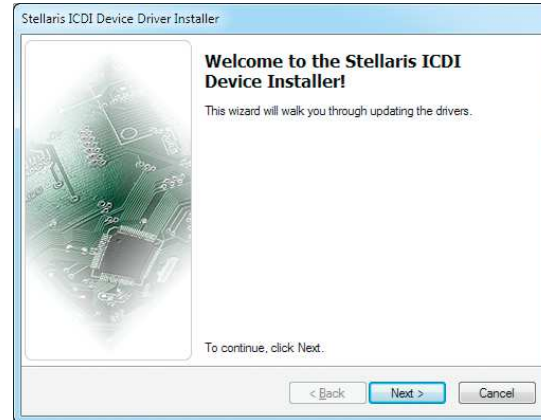 Stellaris ICDI Device Driver Installer
Welcome to the Stellaris ICDI
Device Installer!
This wizard will walk you through updating the drivers.
To continue, click Next.
< Back
Next >
Cancel